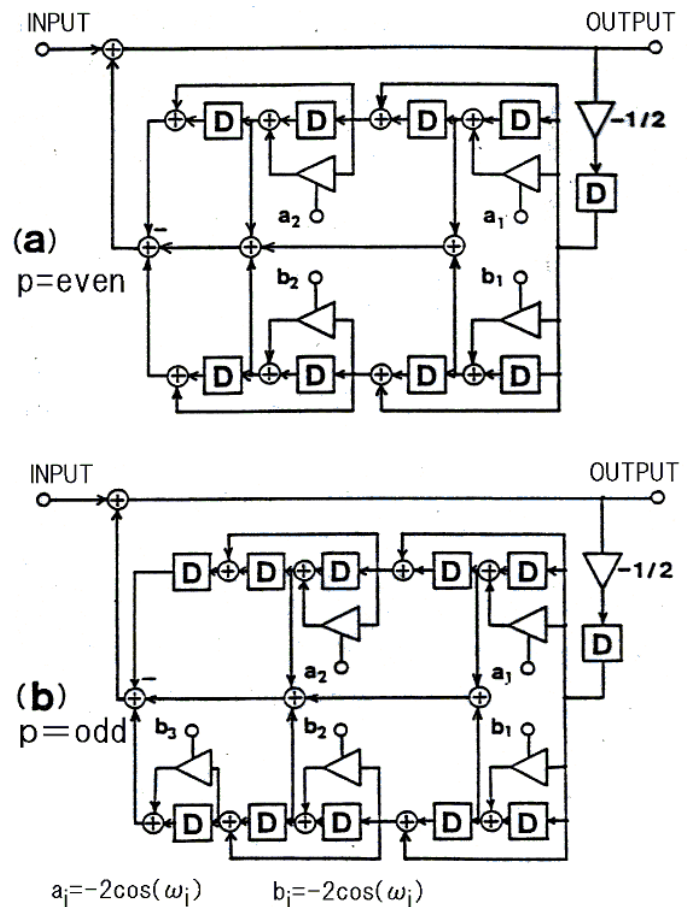 INPUT OUTPUT
D D D D
-1/2
D
a2 a1
-
(a)
p=even
b2 b1
D D D D
INPUT OUTPUT
D D D D D
-1/2
D
a2 a1
-
(b)
p=odd
b3 b2 b1
D D D D D
ai=-2cos(ωi) bi=-2cos(ωi)